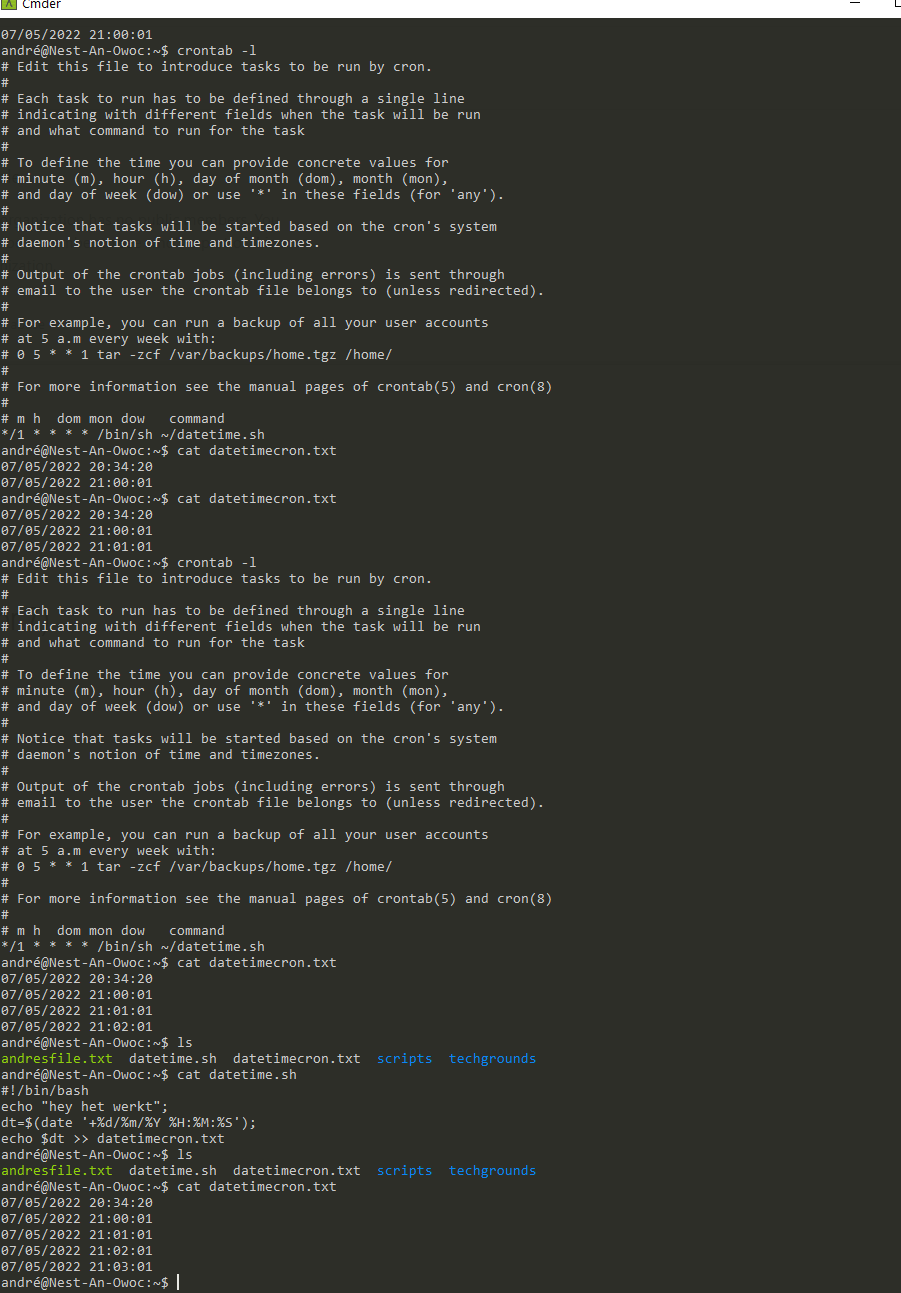 Cmder
07/05/2022 21:00:01
andré@Nest-An-Owoc:~$ crontab -l
# Edit this file to introduce tasks to be run by cron.
#
# Each task to run has to be defined through a single line
# indicating with different fields when the task will be run
# and what command to run for the task
#
# To define the time you can provide concrete values for
# minute (m), hour (h), day of month (dom), month (mon),
# and day of week (dow) or use '*' in these fields (for 'any').
#
# Notice that tasks will be started based on the cron's system
# daemon's notion of time and timezones.
#
# Output of the crontab jobs (including errors) is sent through
# email to the user the crontab file belongs to (unless redirected).
#
# For example, you can run a backup of all your user accounts
# at 5 a.m every week with:
# 0 5 * * 1 tar -zcf /var/backups/home.tgz /home/
#
# For more information see the manual pages of crontab(5) and cron(8)
#
# m h  dom mon dow   command
*/1 * * * * /bin/sh ~/datetime.sh
andré@Nest-An-Owoc:~$ cat datetimecron.txt
07/05/2022 20:34:20
07/05/2022 21:00:01
andré@Nest-An-Owoc:~$ cat datetimecron.txt
07/05/2022 20:34:20
07/05/2022 21:00:01
07/05/2022 21:01:01
andré@Nest-An-Owoc:~$ crontab -l
# Edit this file to introduce tasks to be run by cron.
#
# Each task to run has to be defined through a single line
# indicating with different fields when the task will be run
# and what command to run for the task
#
# To define the time you can provide concrete values for
# minute (m), hour (h), day of month (dom), month (mon),
# and day of week (dow) or use '*' in these fields (for 'any').
#
# Notice that tasks will be started based on the cron's system
# daemon's notion of time and timezones.
#
# Output of the crontab jobs (including errors) is sent through
# email to the user the crontab file belongs to (unless redirected).
#
# For example, you can run a backup of all your user accounts
# at 5 a.m every week with:
# 0 5 * * 1 tar -zcf /var/backups/home.tgz /home/
#
# For more information see the manual pages of crontab(5) and cron(8)
#
# m h  dom mon dow   command
*/1 * * * * /bin/sh ~/datetime.sh
andré@Nest-An-Owoc:~$ cat datetimecron.txt
07/05/2022 20:34:20
07/05/2022 21:00:01
07/05/2022 21:01:01
07/05/2022 21:02:01
andré@Nest-An-Owoc:~$ ls
andresfile.txt  datetime.sh  datetimecron.txt  scripts  techgrounds
andré@Nest-An-Owoc:~$ cat datetime.sh
#!/bin/bash
echo "hey het werkt";
dt=$(date '+%d/%m/%Y %H:%M:%S');
echo $dt >> datetimecron.txt
andré@Nest-An-Owoc:~$ ls
andresfile.txt  datetime.sh  datetimecron.txt  scripts  techgrounds
andré@Nest-An-Owoc:~$ cat datetimecron.txt
07/05/2022 20:34:20
07/05/2022 21:00:01
07/05/2022 21:01:01
07/05/2022 21:02:01
07/05/2022 21:03:01
andré@Nest-An-Owoc:~$